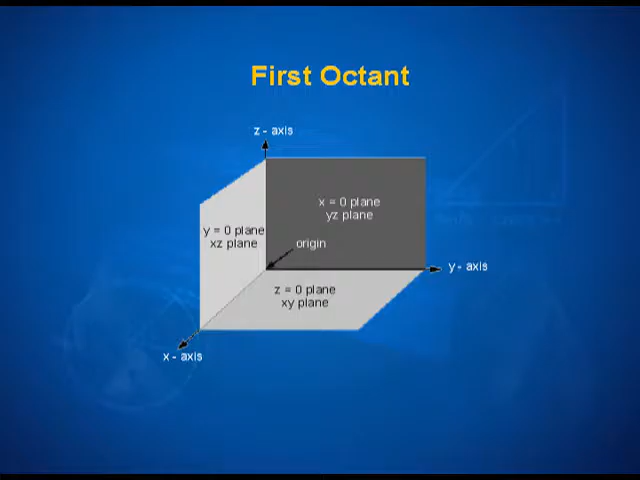 First Octant
z - axis
x = 0 plane
yz plane
y = 0 plane
xz plane
origin
y - axis
z = 0 plane
xy plane
x - axis